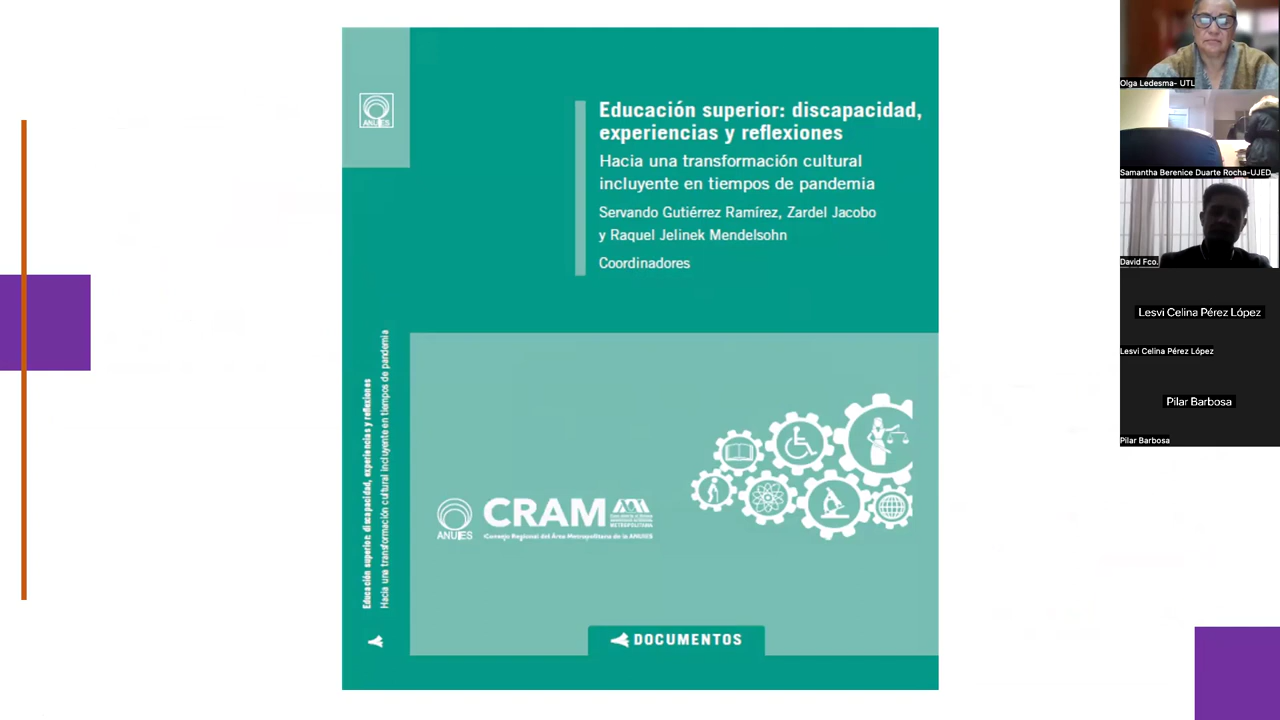 ANUIES
Educación superior: discapacidad,
experiencias y reflexiones
Hacia una transformación cultural
incluyente en tiempos de pandemia
Servando Gutiérrez Ramírez, Zardel Jacobo
y Raquel Jelinek Mendelsohn
Coordinadores
Educación superior: discapacidad, experiencias y reflexiones
Hacia una transformación cultural incluyente en tiempos de pandemia
ANUIES
CRAM
METROPOLITANA
Consejo Regional del Área Metropolitana de la ANUIES
DOCUMENTOS
Olga Ledesma- UTL
Samantha Berenice Duarte Rocha-UJED
David Fco.
Lesvi Celina Pérez López
Lesvi Celina Pérez López
Pilar Barbosa
Pilar Barbosa